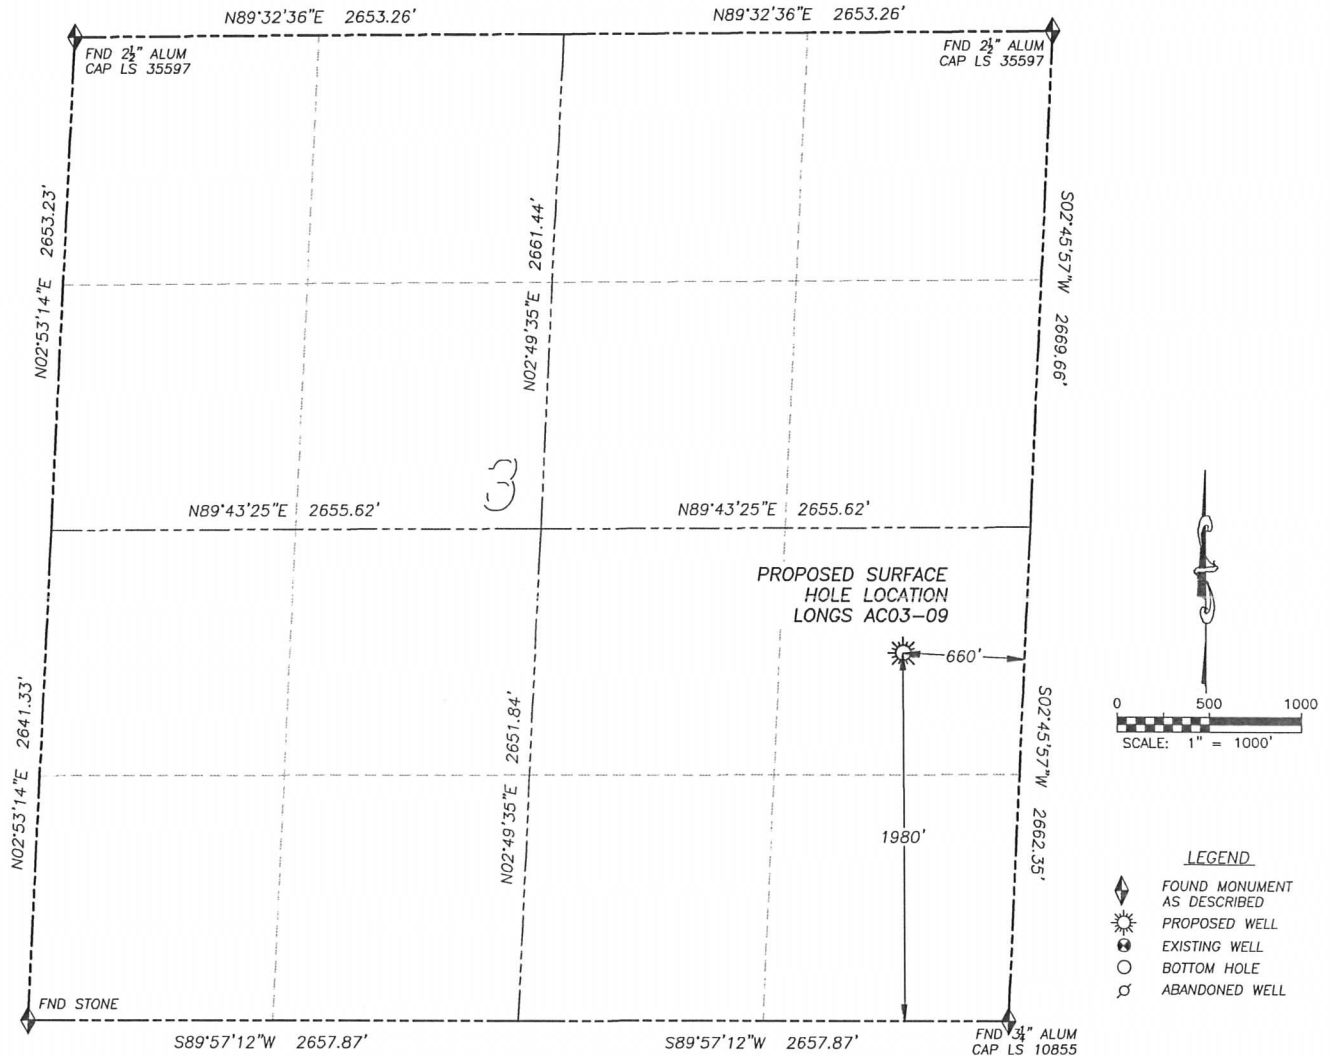 N89°32'36"E 2653.26'
N89°32'36"E 2653.26'
FND 2½" ALUM
CAP LS 35597
FND 2½" ALUM
CAP LS 35597
N02°53'14"E 2653.23'
N02°49'35"E 2661.44'
S02°45'57"W 2669.66'
3
N89°43'25"E 2655.62'
N89°43'25"E 2655.62'
PROPOSED SURFACE
HOLE LOCATION
LONGS AC03-09
660'
N02°53'14"E 2641.33'
N02°49'35"E 2651.84'
S02°45'57"W 2662.35'
1980'
0 500 1000
SCALE: 1" = 1000'
LEGEND
FOUND MONUMENT
AS DESCRIBED
PROPOSED WELL
EXISTING WELL
BOTTOM HOLE
ABANDONED WELL
FND STONE
S89°57'12"W 2657.87'
S89°57'12"W 2657.87'
FND ALUM
CAP LS 10855